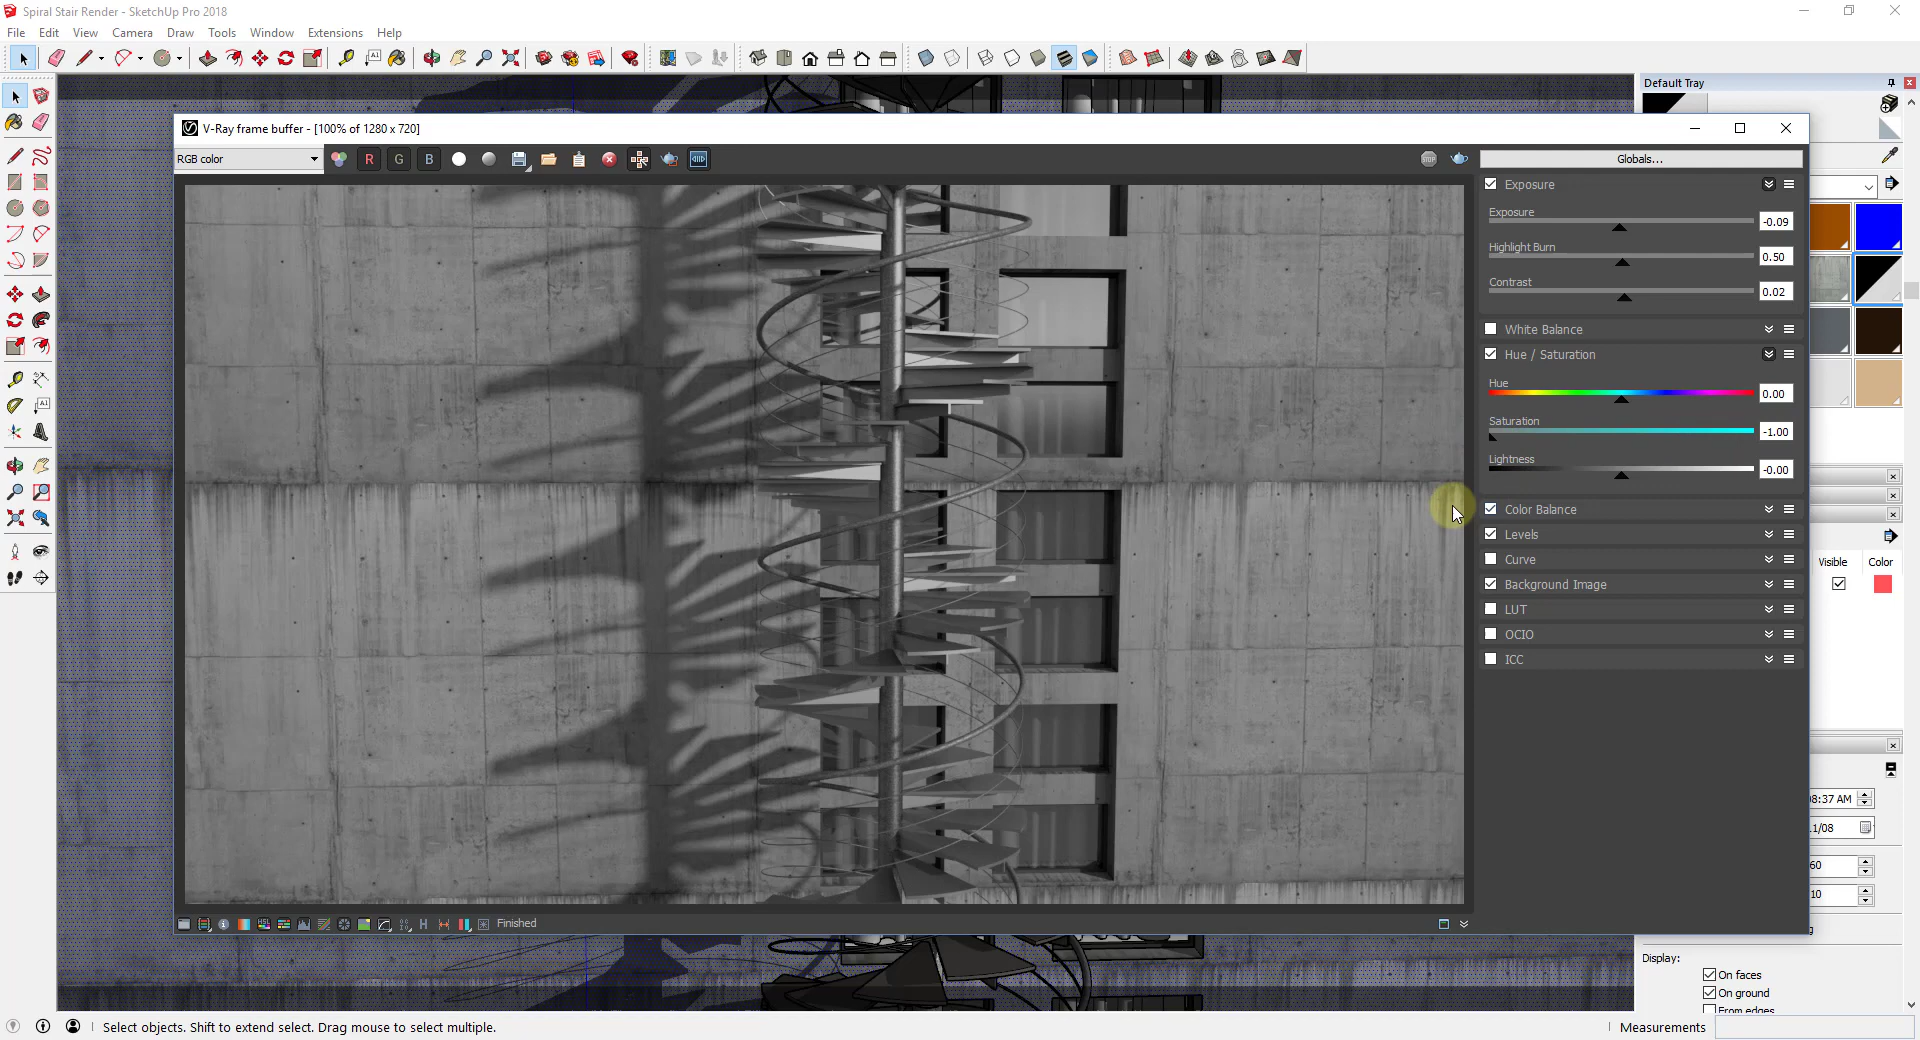 Spiral Stair Render - SketchUp Pro 2018
File Edit View Camera Draw Tools Window Extensions Help
Default Tray
V-Ray frame buffer - [100% of 1280 x 720]
RGB color
R G B
STOP
Globals...
Exposure
Exposure
-0.09
Highlight Burn
0.50
Contrast
0.02
White Balance
Hue / Saturation
Hue
0.00
Saturation
-1.00
Lightness
-0.00
Color Balance
Levels
Curve
Visible Color
Background Image
LUT
OCIO
ICC
08:37 AM
11/08
60
10
H
Finished
Display:
On faces
On ground
From edges
Select objects. Shift to extend select. Drag mouse to select multiple.
Measurements